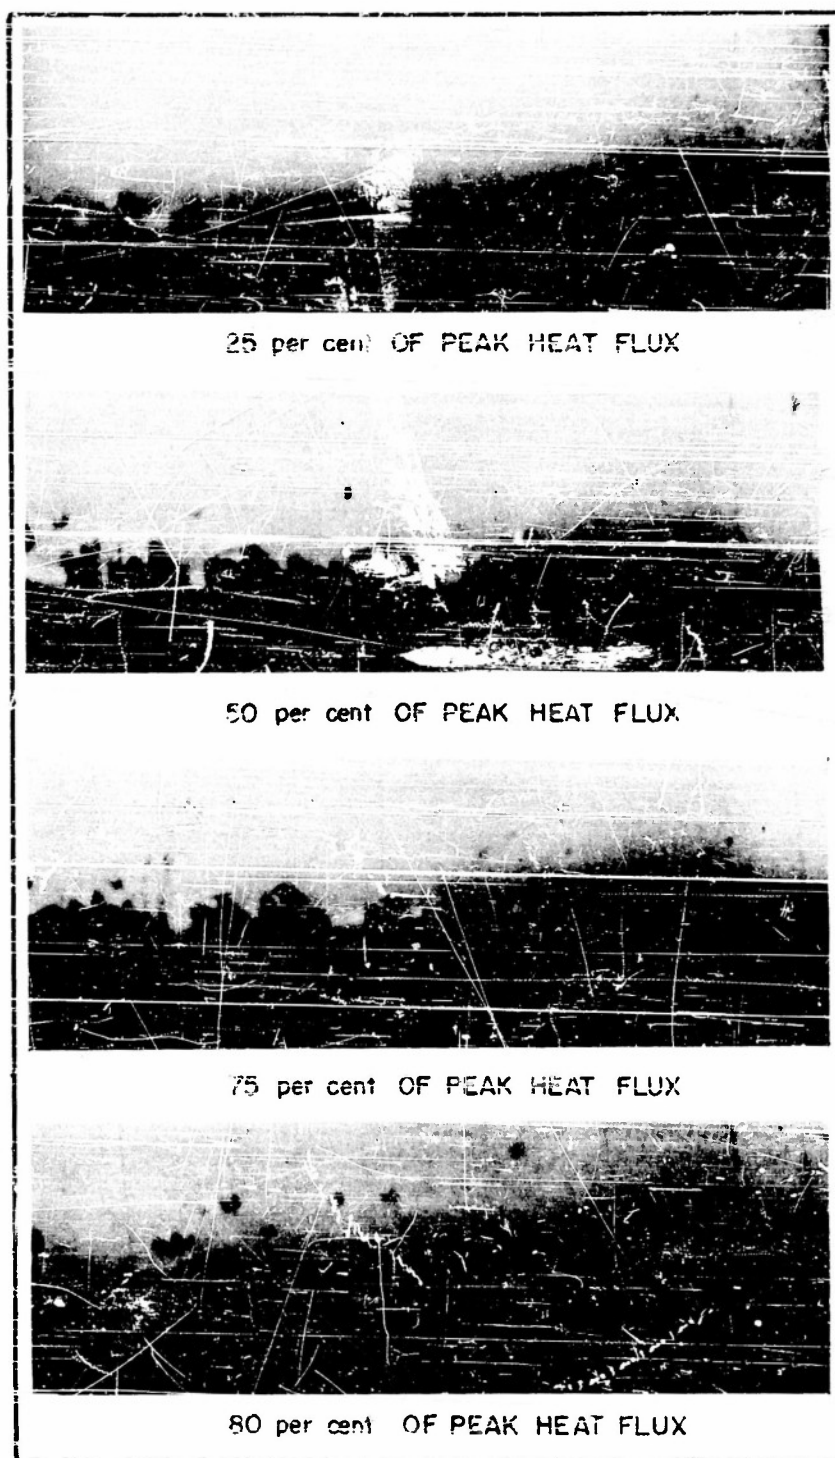 25 per cent OF PEAK HEAT FLUX
50 per cent OF PEAK HEAT FLUX
75 per cent OF PEAK HEAT FLUX
80 per cent OF PEAK HEAT FLUX